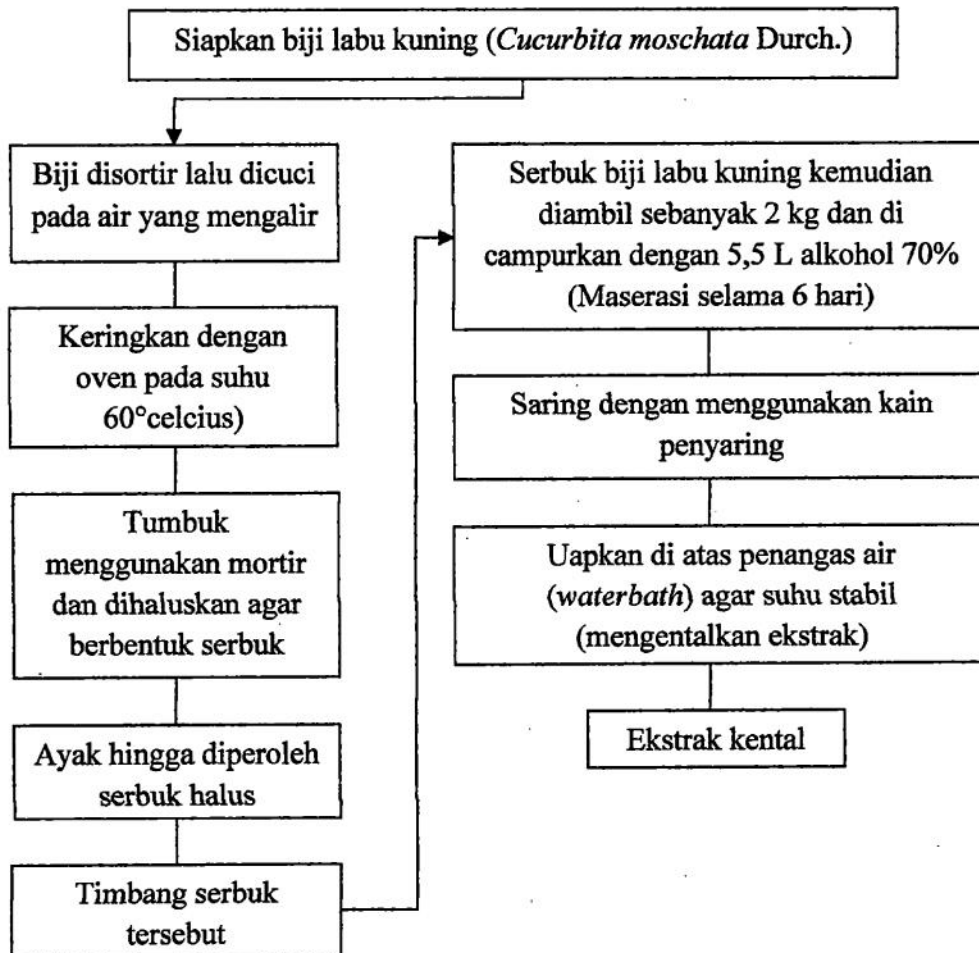 Siapkan biji labu kuning (Cucurbita moschata Durch.)
Biji disortir lalu dicuci
pada air yang mengalir
Keringkan dengan
oven pada suhu
60°celcius)
Tumbuk
menggunakan mortir
dan dihaluskan agar
berbentuk serbuk
Ayak hingga diperoleh
serbuk halus
Timbang serbuk
tersebut
Serbuk biji labu kuning kemudian
diambil sebanyak 2 kg dan di
campurkan dengan 5,5 L alkohol 70%
(Maserasi selama 6 hari)
Saring dengan menggunakan kain
penyaring
Uapkan di atas penangas air
(waterbath) agar suhu stabil
(mengentalkan ekstrak)
Ekstrak kental